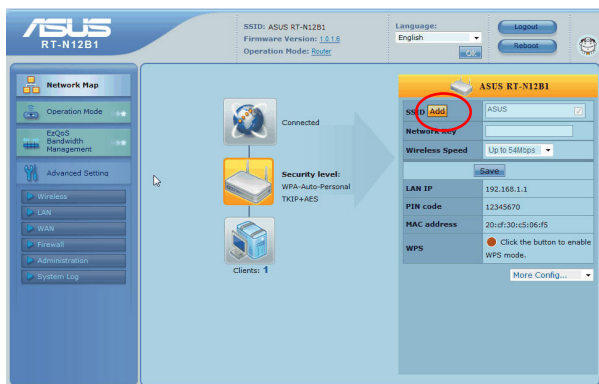 ASUS
RT-N12B1
SSID: ASUS RT-N12B1
Firmware Version: 1.0.1.6
Operation Mode: Router
Language:
English
OK
Logout
Reboot
Network Map
Operation Mode
EzQoS
Bandwidth
Management
Advanced Setting
Wireless
LAN
WAN
Firewall
Administration
System Log
Connected
Security level:
WPA-Auto-Personal
TKIP+AES
Clients: 1
ASUS RT-N12B1
SSID Add ASUS
Network Key
Wireless Speed Up to 54Mbps
Save
LAN IP 192.168.1.1
PIN code 12345670
MAC address 20:cf:30:c5:06:f5
WPS Click the button to enable
WPS mode.
More Config...